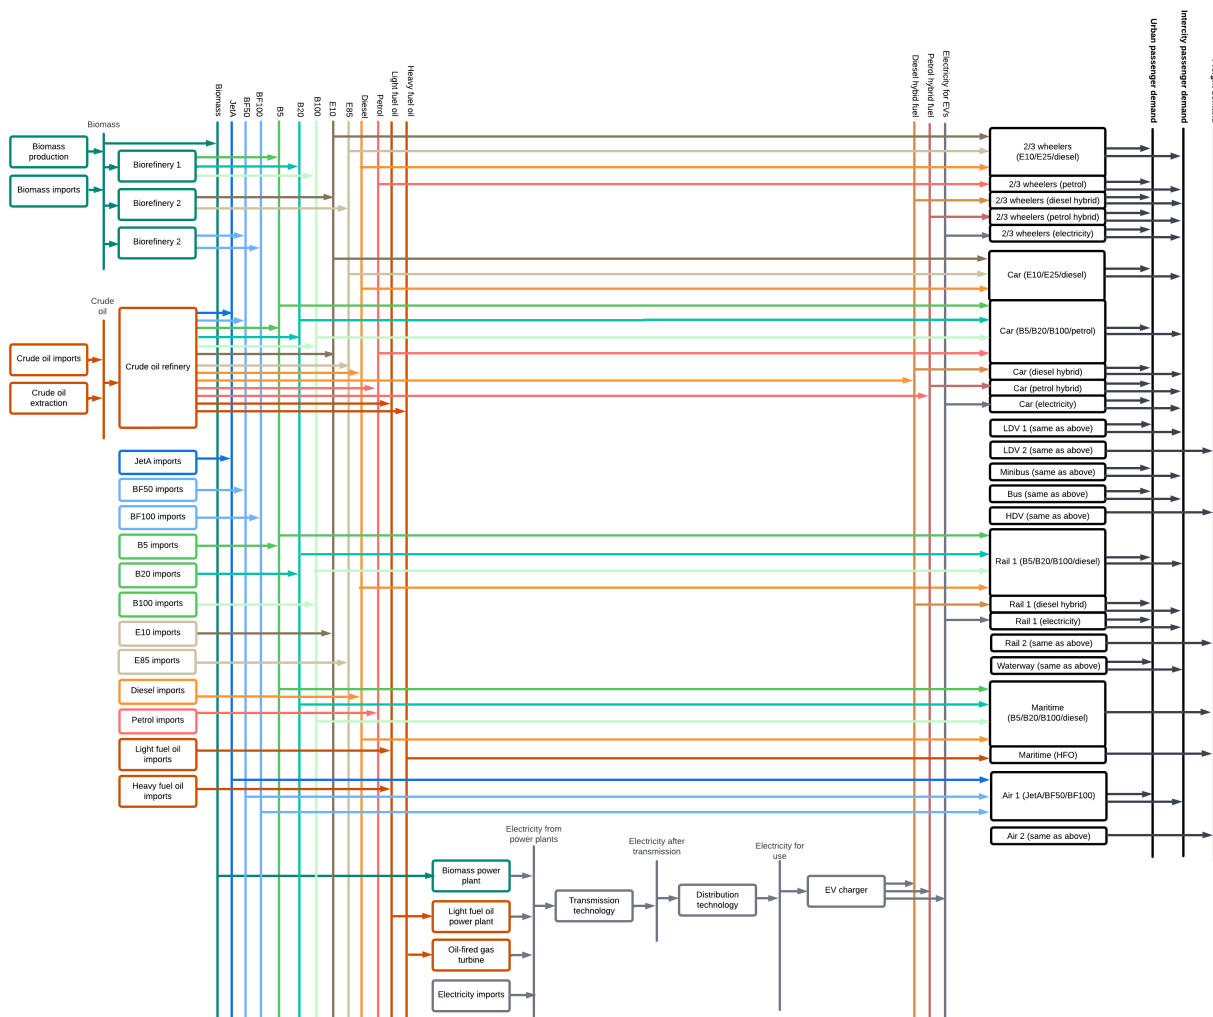 Urban passenger demand
Intercity passenger demand
Biomass
JetA
BF50
BF100
B5
B20
B100
E10
E85
Diesel
Petrol
Light fuel oil
Heavy fuel oil
Diesel hybrid fuel
Petrol hybrid fuel
Electricity for EVs
Biomass
Biomass
production
Biomass imports
Biorefinery 1
Biorefinery 2
Biorefinery 2
Crude
oil
Crude oil imports
Crude oil
extraction
Crude oil refinery
JetA imports
BF50 imports
BF100 imports
B5 imports
B20 imports
B100 imports
E10 imports
E85 imports
Diesel imports
Petrol imports
Light fuel oil
imports
Heavy fuel oil
imports
2/3 wheelers
(E10/E25/diesel)
2/3 wheelers (petrol)
2/3 wheelers (diesel hybrid)
2/3 wheelers (petrol hybrid)
2/3 wheelers (electricity)
Car (E10/E25/diesel)
Car (B5/B20/B100/petrol)
Car (diesel hybrid)
Car (petrol hybrid)
Car (electricity)
LDV 1 (same as above)
LDV 2 (same as above)
Minibus (same as above)
Bus (same as above)
HDV (same as above)
Rail 1 (B5/B20/B100/diesel)
Rail 1 (diesel hybrid)
Rail 1 (electricity)
Rail 2 (same as above)
Waterway (same as above)
Maritime
(B5/B20/B100/diesel)
Maritime (HFO)
Air 1 (JetA/BF50/BF100)
Air 2 (same as above)
Electricity from
power plants
Electricity after
transmission
Electricity for
use
Biomass power
plant
Light fuel oil
power plant
Oil-fired gas
turbine
Electricity imports
Transmission
technology
Distribution
technology
EV charger